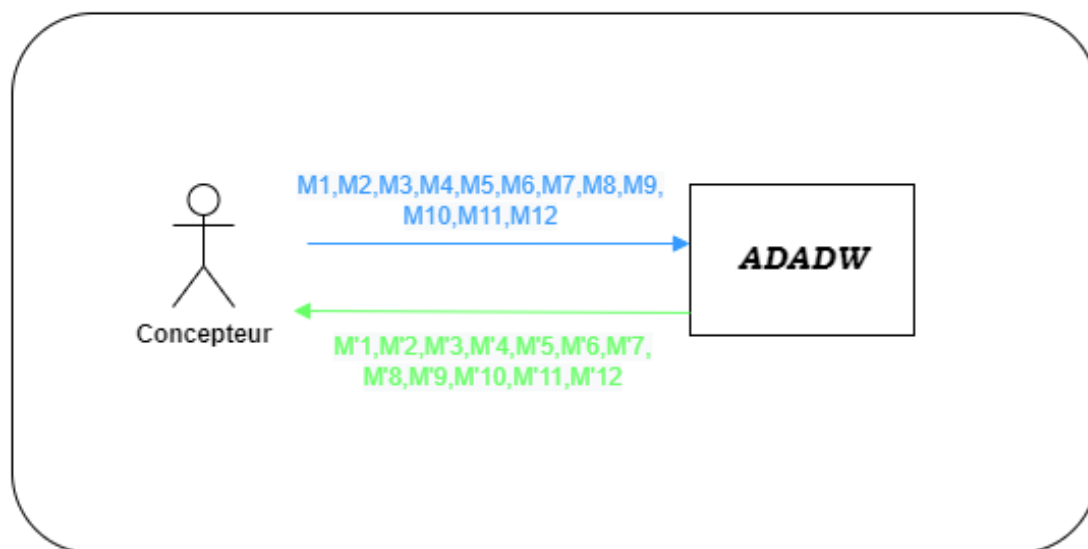 M1,M2,M3,M4,M5,M6,M7,M8,M9,
M10,M11,M12
ADADW
Concepteur
M'1,M'2,M'3,M'4,M'5,M'6,M'7,
M'8,M'9,M'10,M'11,M'12